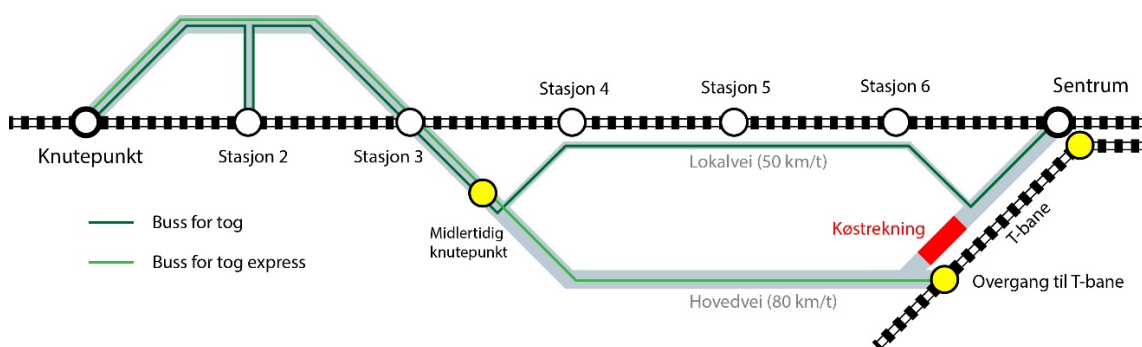 Stasjon 4
Stasjon 5
Stasjon 6
Sentrum
Knutepunkt
Stasjon 2
Stasjon 3
Lokalvei (50 km/t)
Buss for tog
Midlertidig
knutepunkt
Køstrekning
T-bane
Buss for tog express
Hovedvei (80 km/t)
Overgang til T-bane